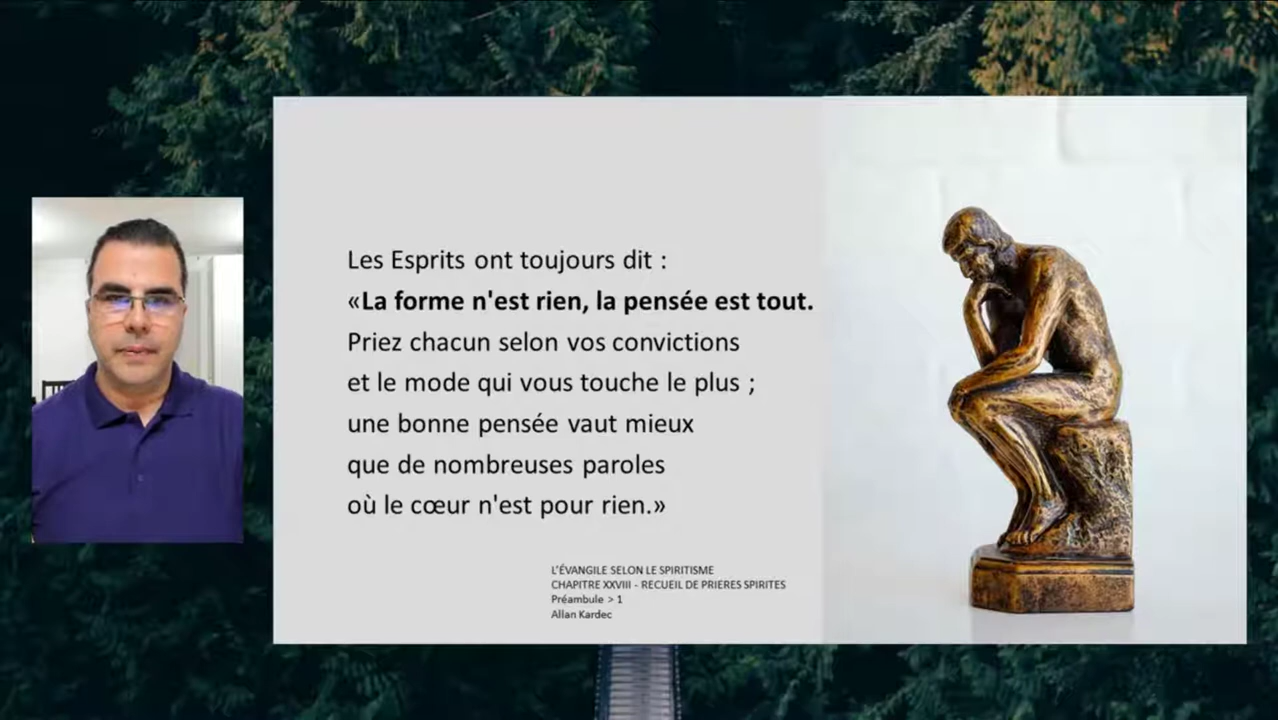 Les Esprits ont toujours dit :
«La forme n'est rien, la pensée est tout.
Priez chacun selon vos convictions
et le mode qui vous touche le plus ;
une bonne pensée vaut mieux
que de nombreuses paroles
où le cœur n'est pour rien.»
L'ÉVANGILE SELON LE SPIRITISME
CHAPITRE XXVIII - RECUEIL DE PRIERES SPIRITES
Préambule > 1
Allan Kardec